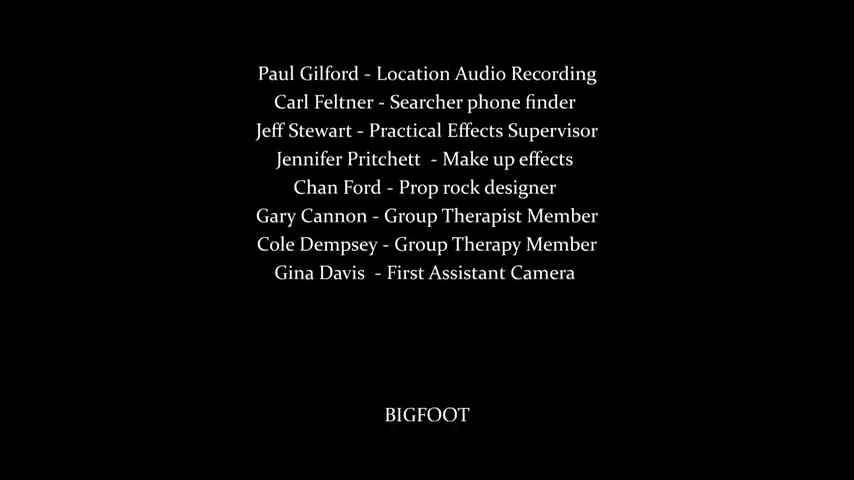 Paul Gilford - Location Audio Recording
Carl Feltner - Searcher phone finder
Jeff Stewart - Practical Effects Supervisor
Jennifer Pritchett - Make up effects
Chan Ford - Prop rock designer
Gary Cannon - Group Therapist Member
Cole Dempsey - Group Therapy Member
Gina Davis - First Assistant Camera
BIGFOOT